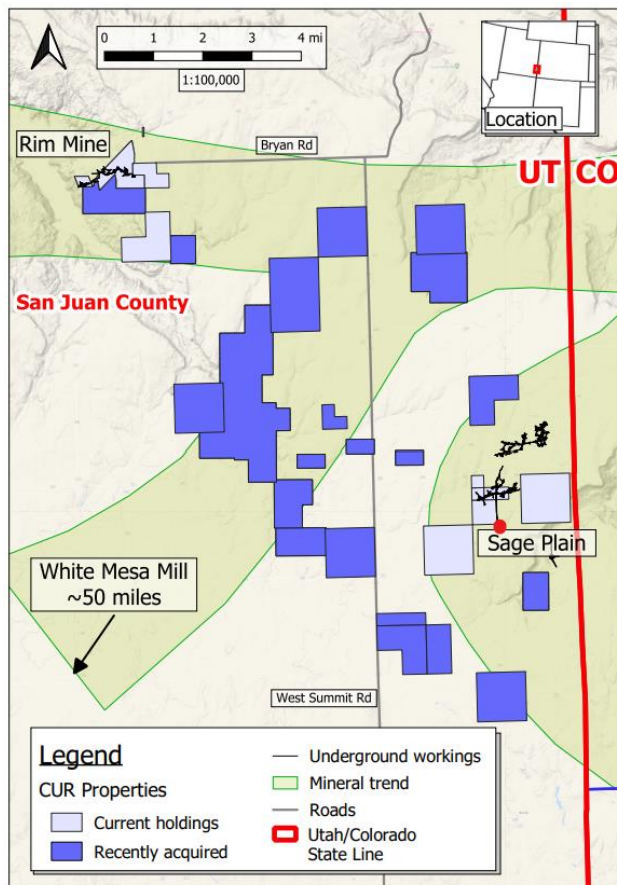 0 1 2 3 4 mi
1:100,000
Location
Rim Mine
Bryan Rd
UT CO
San Juan County
Sage Plain
White Mesa Mill
~50 miles
West Summit Rd
Legend
CUR Properties
Current holdings
Recently acquired
Underground workings
Mineral trend
Roads
Utah/Colorado
State Line